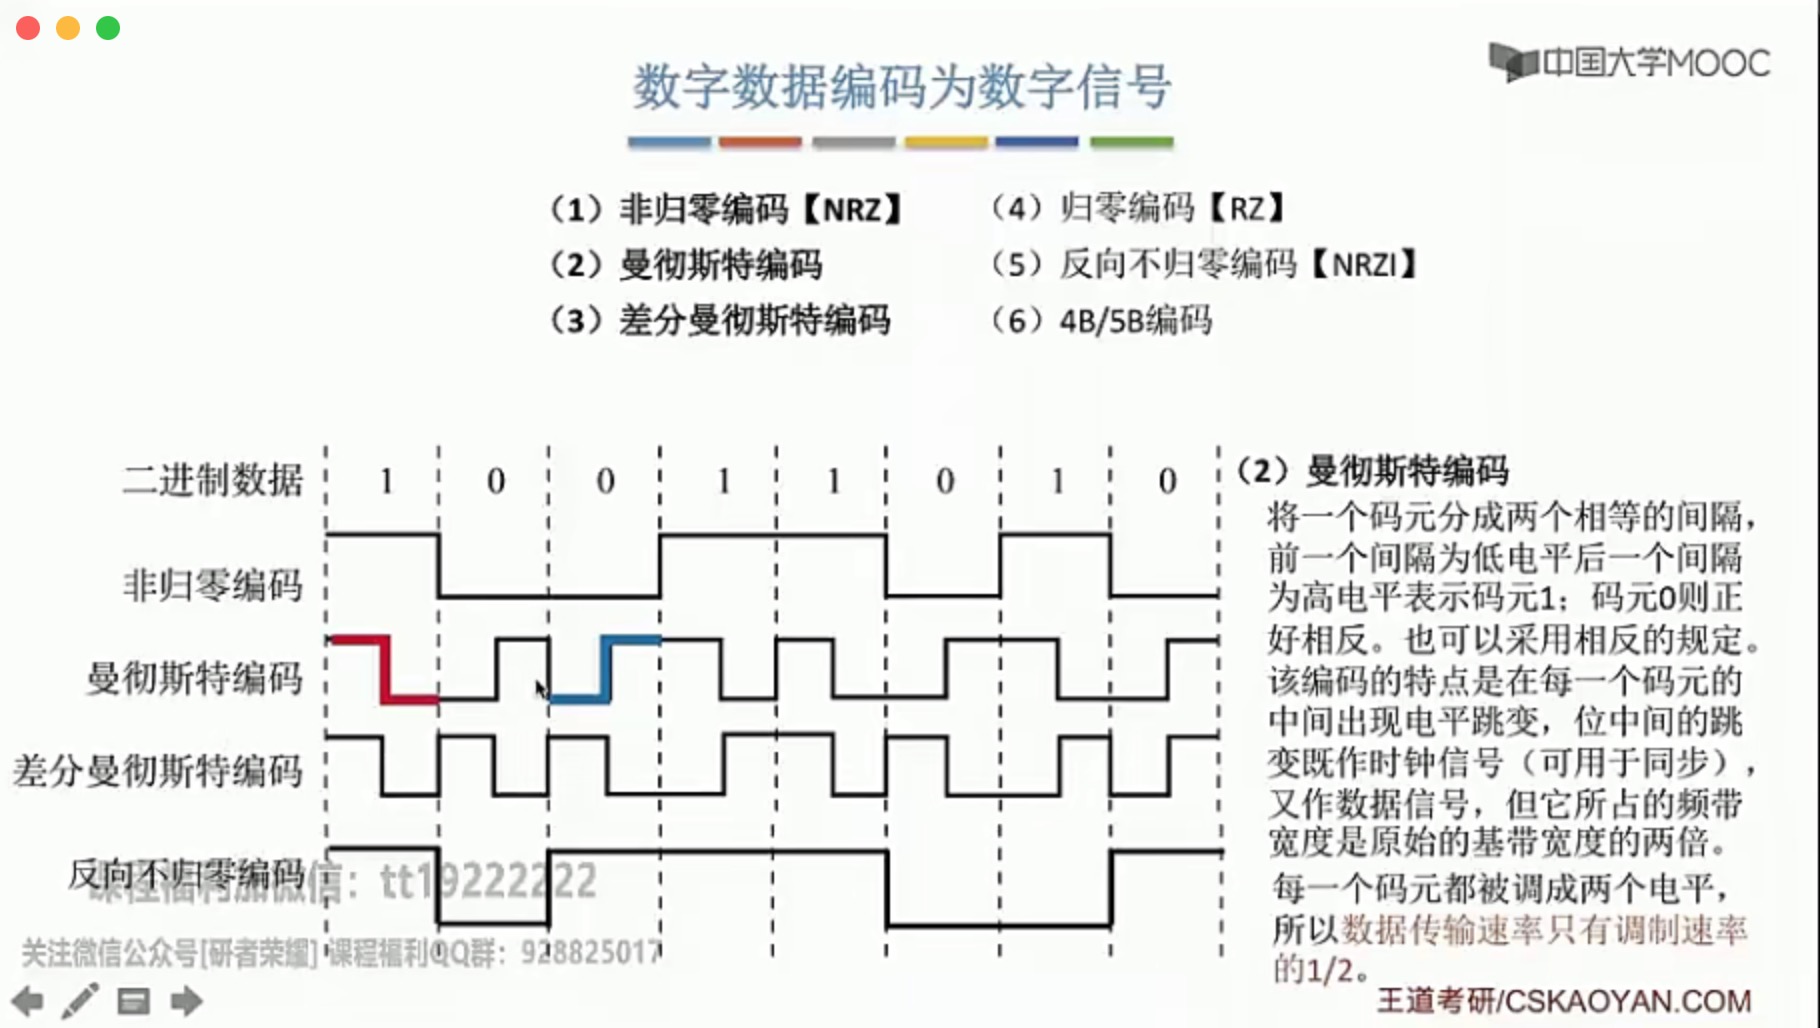 中国大学MOOC
数字数据编码为数字信号
（1）非归零编码【NRZ】
（2）曼彻斯特编码
（3）差分曼彻斯特编码
（4）归零编码【RZ】
（5）反向不归零编码【NRZI】
（6）4B/5B编码
二进制数据 1 0 0 1 1 0 1 0
非归零编码
曼彻斯特编码
差分曼彻斯特编码
反向不归零编码
课程福利加微信：tt19222222
关注微信公众号[研者荣耀] 课程福利QQ群：928825017
（2）曼彻斯特编码
将一个码元分成两个相等的间隔，
前一个间隔为低电平后一个间隔
为高电平表示码元1；码元0则正
好相反。也可以采用相反的规定。
该编码的特点是在每一个码元的
中间出现电平跳变，位中间的跳
变既作时钟信号（可用于同步），
又作数据信号，但它所占的频带
宽度是原始的基带宽度的两倍。
每一个码元都被调成两个电平，
所以数据传输速率只有调制速率
的1/2。
王道考研/CSKAOYAN.COM